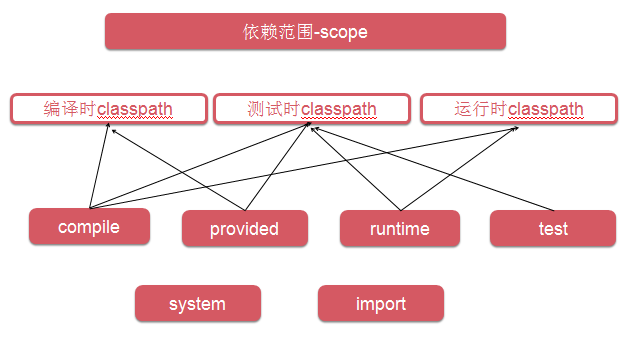 依赖范围-scope
编译时classpath
测试时classpath
运行时classpath
compile
provided
runtime
test
system
import